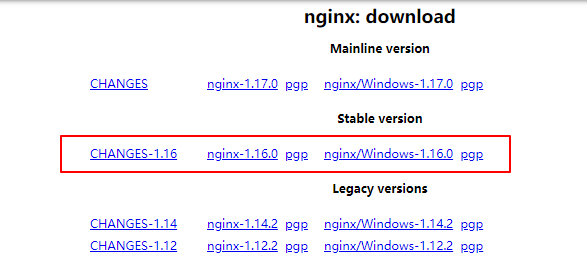 nginx: download
Mainline version
CHANGES nginx-1.17.0 pgp nginx/Windows-1.17.0 pgp
Stable version
CHANGES-1.16 nginx-1.16.0 pgp nginx/Windows-1.16.0 pgp
Legacy versions
CHANGES-1.14 nginx-1.14.2 pgp nginx/Windows-1.14.2 pgp
CHANGES-1.12 nginx-1.12.2 pgp nginx/Windows-1.12.2 pgp